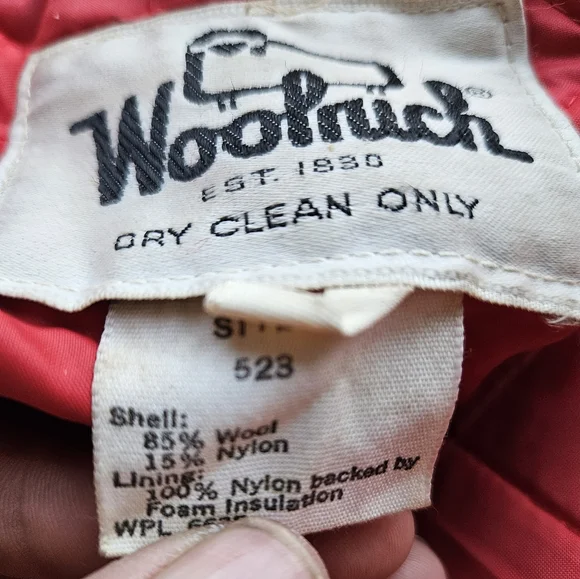 Woolrich®
EST. 1830
DRY CLEAN ONLY
523
Shell:
85% Wool
15% Nylon
Lining:
100% Nylon backed by
Foam Insulation
WPL